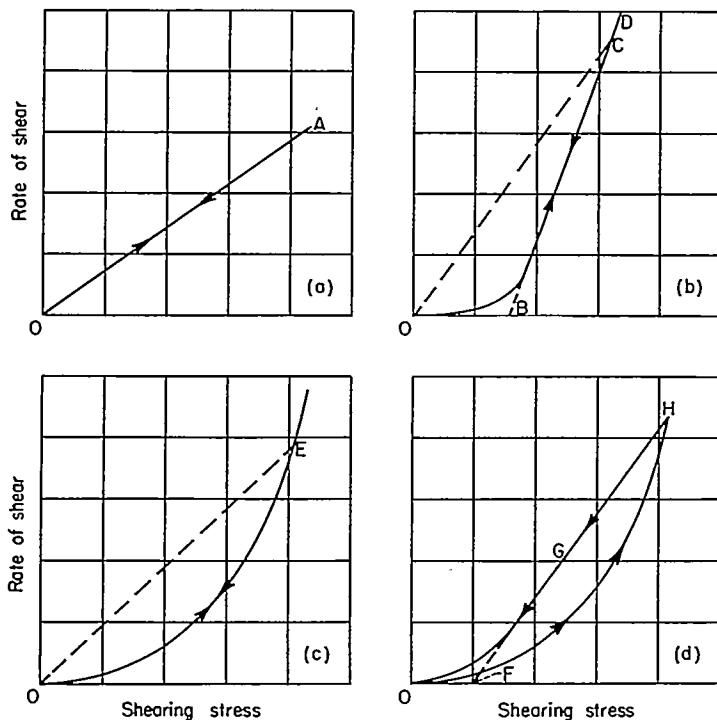 D
C
A
Rate of shear
(a)
B
(b)
O
O
E
H
G
Rate of shear
(c)
F
(d)
O
O
Shearing stress
Shearing stress